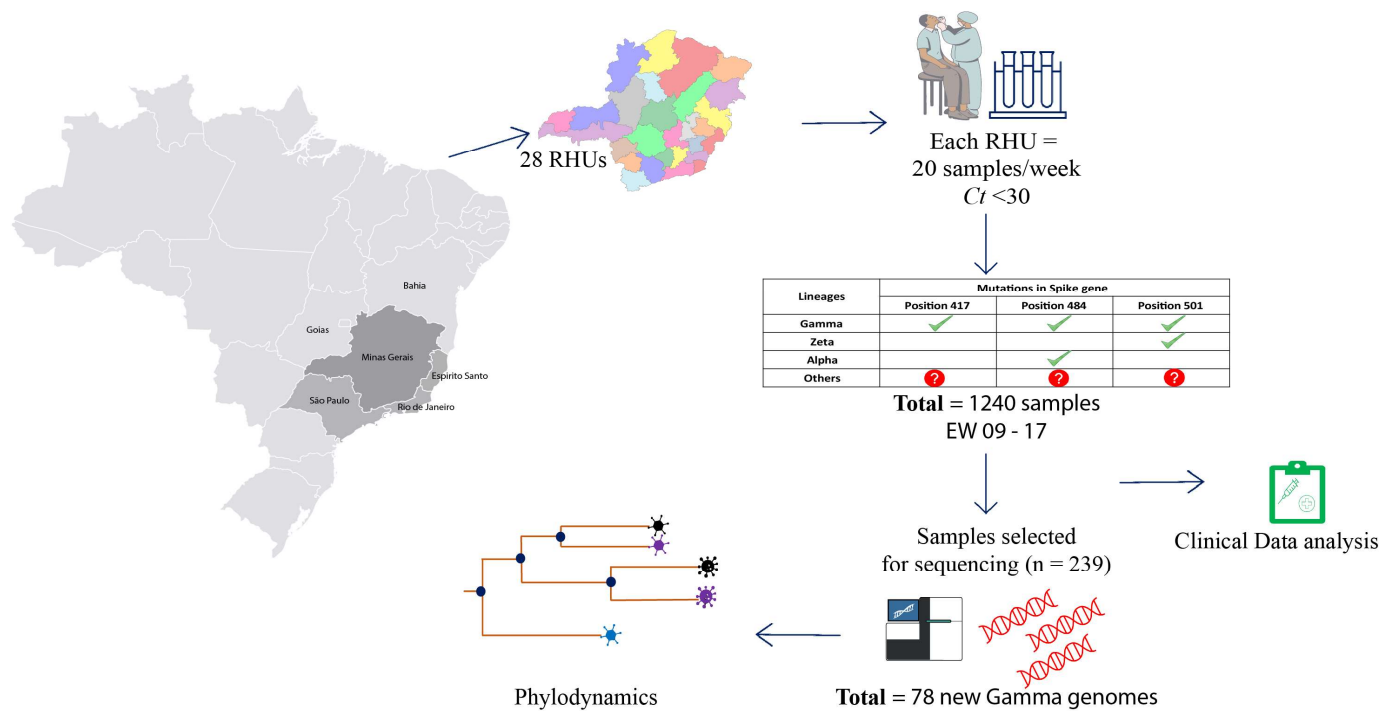 28 RHUs
Each RHU =
20 samples/week
Ct <30
Bahia
Goias
Minas Gerais
Espirito Santo
São Paulo
Rio de Janeiro
Lineages
Mutations in Spike gene
Position 417
Position 484
Position 501
Gamma
Zeta
Alpha
Others
?
?
?
Total = 1240 samples
EW 09 - 17
Samples selected
for sequencing (n = 239)
Clinical Data analysis
Total = 78 new Gamma genomes
Phylodynamics